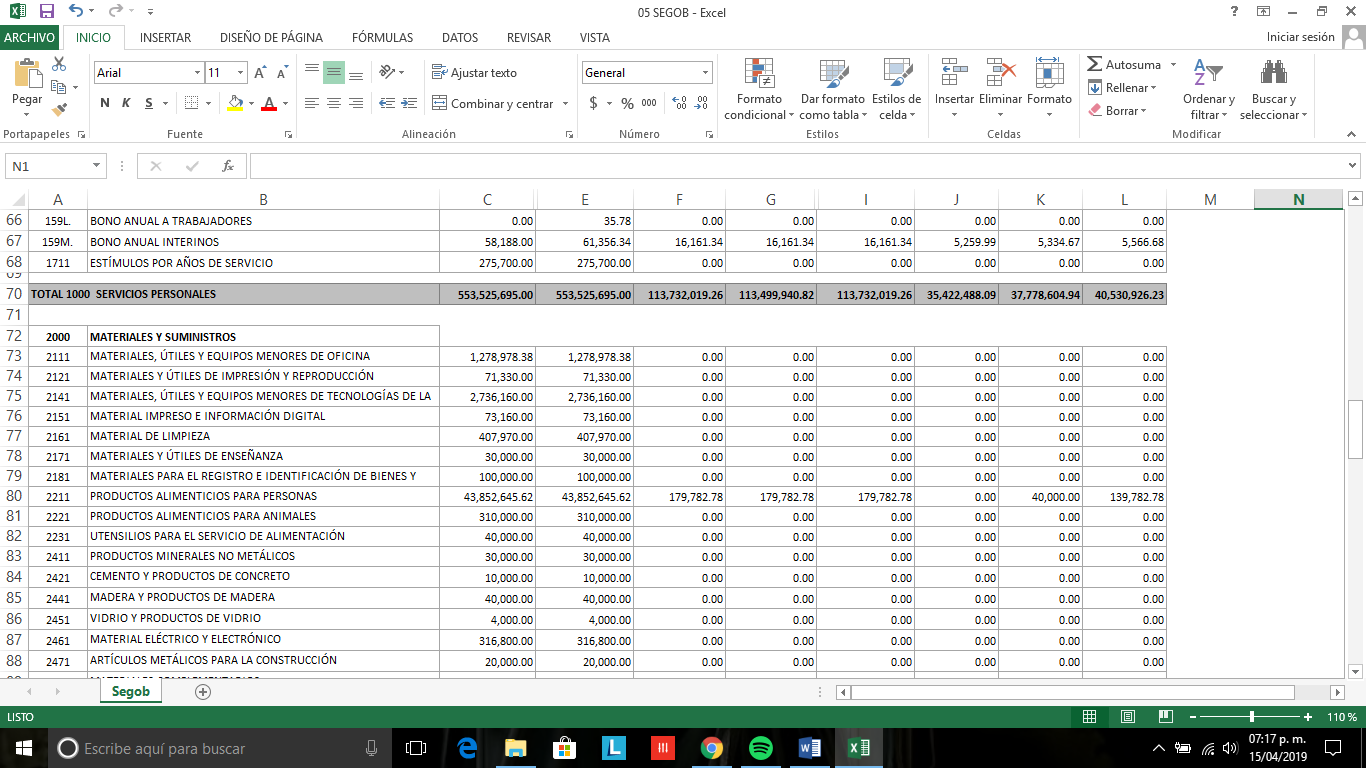 05 SEGOB - Excel
ARCHIVO INICIO INSERTAR DISEÑO DE PÁGINA FÓRMULAS DATOS REVISAR VISTA Iniciar sesión
Pegar
Arial 11
N K S
Ajustar texto
Combinar y centrar
General
$ % 000
Formato condicional
Dar formato como tabla
Estilos de celda
Insertar Eliminar Formato
Autosuma
Rellenar
Borrar
Ordenar y filtrar
Buscar y seleccionar
Portapapeles Fuente Alineación Número Estilos Celdas Modificar
N1 fx
A B C E F G I J K L M N
66 159L. BONO ANUAL A TRABAJADORES 0.00 35.78 0.00 0.00 0.00 0.00 0.00 0.00
67 159M. BONO ANUAL INTERINOS 58,188.00 61,356.34 16,161.34 16,161.34 16,161.34 5,259.99 5,334.67 5,566.68
68 1711 ESTÍMULOS POR AÑOS DE SERVICIO 275,700.00 275,700.00 0.00 0.00 0.00 0.00 0.00 0.00
69
70 TOTAL 1000 SERVICIOS PERSONALES 553,525,695.00 553,525,695.00 113,732,019.26 113,499,940.82 113,732,019.26 35,422,488.09 37,778,604.94 40,530,926.23
71
72 2000 MATERIALES Y SUMINISTROS
73 2111 MATERIALES, ÚTILES Y EQUIPOS MENORES DE OFICINA 1,278,978.38 1,278,978.38 0.00 0.00 0.00 0.00 0.00 0.00
74 2121 MATERIALES Y ÚTILES DE IMPRESIÓN Y REPRODUCCIÓN 71,330.00 71,330.00 0.00 0.00 0.00 0.00 0.00 0.00
75 2141 MATERIALES, ÚTILES Y EQUIPOS MENORES DE TECNOLOGÍAS DE LA 2,736,160.00 2,736,160.00 0.00 0.00 0.00 0.00 0.00 0.00
76 2151 MATERIAL IMPRESO E INFORMACIÓN DIGITAL 73,160.00 73,160.00 0.00 0.00 0.00 0.00 0.00 0.00
77 2161 MATERIAL DE LIMPIEZA 407,970.00 407,970.00 0.00 0.00 0.00 0.00 0.00 0.00
78 2171 MATERIALES Y ÚTILES DE ENSEÑANZA 30,000.00 30,000.00 0.00 0.00 0.00 0.00 0.00 0.00
79 2181 MATERIALES PARA EL REGISTRO E IDENTIFICACIÓN DE BIENES Y 100,000.00 100,000.00 0.00 0.00 0.00 0.00 0.00 0.00
80 2211 PRODUCTOS ALIMENTICIOS PARA PERSONAS 43,852,645.62 43,852,645.62 179,782.78 179,782.78 179,782.78 0.00 40,000.00 139,782.78
81 2221 PRODUCTOS ALIMENTICIOS PARA ANIMALES 310,000.00 310,000.00 0.00 0.00 0.00 0.00 0.00 0.00
82 2231 UTENSILIOS PARA EL SERVICIO DE ALIMENTACIÓN 40,000.00 40,000.00 0.00 0.00 0.00 0.00 0.00 0.00
83 2411 PRODUCTOS MINERALES NO METÁLICOS 30,000.00 30,000.00 0.00 0.00 0.00 0.00 0.00 0.00
84 2421 CEMENTO Y PRODUCTOS DE CONCRETO 10,000.00 10,000.00 0.00 0.00 0.00 0.00 0.00 0.00
85 2441 MADERA Y PRODUCTOS DE MADERA 40,000.00 40,000.00 0.00 0.00 0.00 0.00 0.00 0.00
86 2451 VIDRIO Y PRODUCTOS DE VIDRIO 4,000.00 4,000.00 0.00 0.00 0.00 0.00 0.00 0.00
87 2461 MATERIAL ELÉCTRICO Y ELECTRÓNICO 316,800.00 316,800.00 0.00 0.00 0.00 0.00 0.00 0.00
88 2471 ARTÍCULOS METÁLICOS PARA LA CONSTRUCCIÓN 20,000.00 20,000.00 0.00 0.00 0.00 0.00 0.00 0.00
Segob
LISTO 110 %
Escribe aquí para buscar
07:17 p. m.
15/04/2019